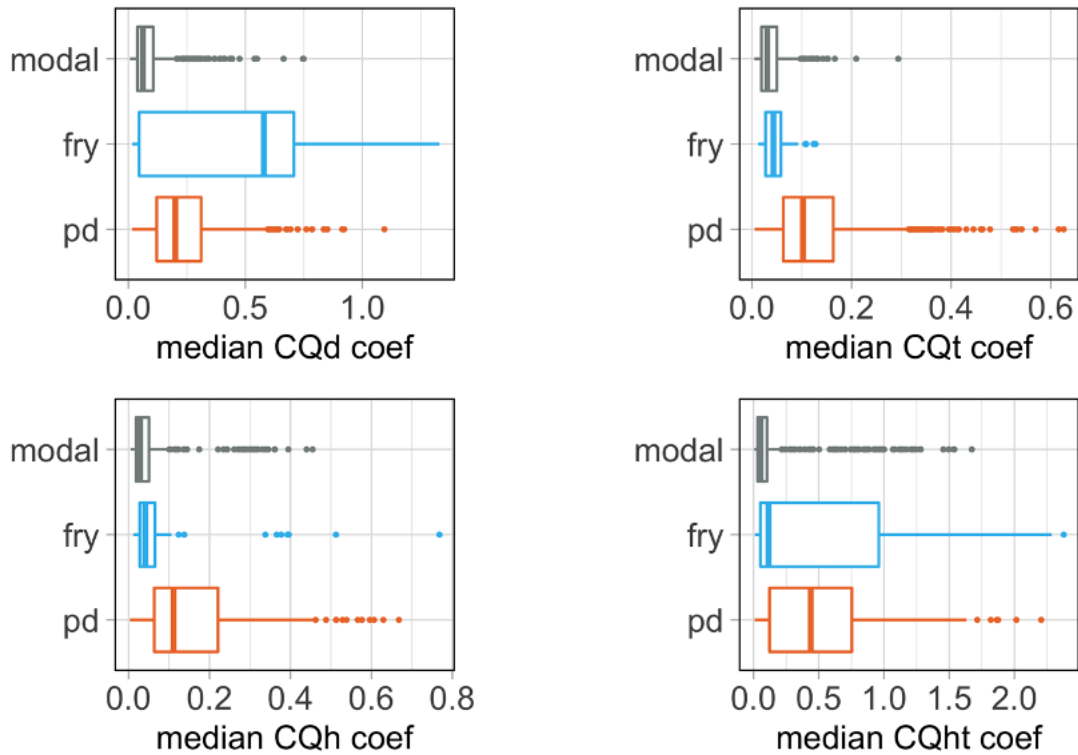 modal
fry
pd
0.0 0.5 1.0
median CQd coef
modal
fry
pd
0.0 0.2 0.4 0.6
median CQt coef
modal
fry
pd
0.0 0.2 0.4 0.6 0.8
median CQh coef
modal
fry
pd
0.0 0.5 1.0 1.5 2.0
median CQht coef